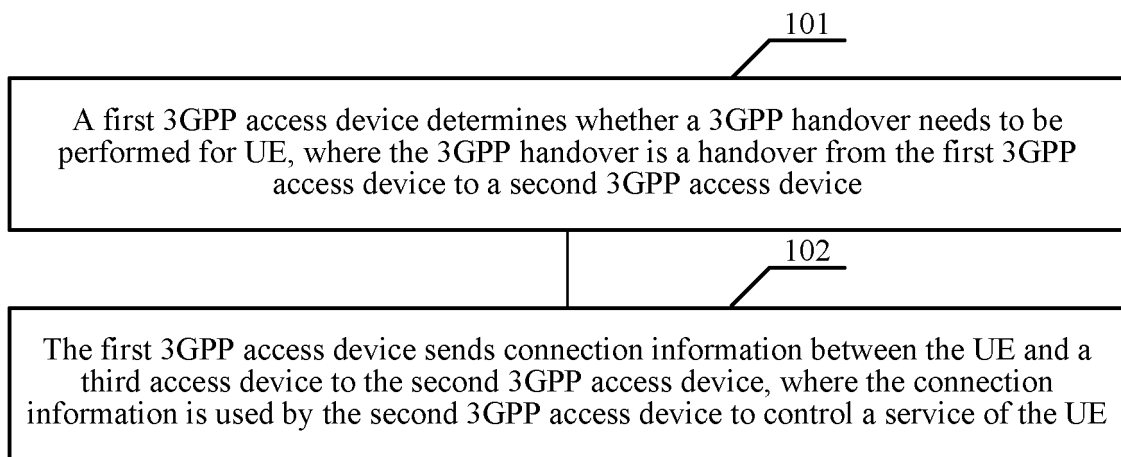 101
A first 3GPP access device determines whether a 3GPP handover needs to be
performed for UE, where the 3GPP handover is a handover from the first 3GPP
access device to a second 3GPP access device
102
The first 3GPP access device sends connection information between the UE and a
third access device to the second 3GPP access device, where the connection
information is used by the second 3GPP access device to control a service of the UE